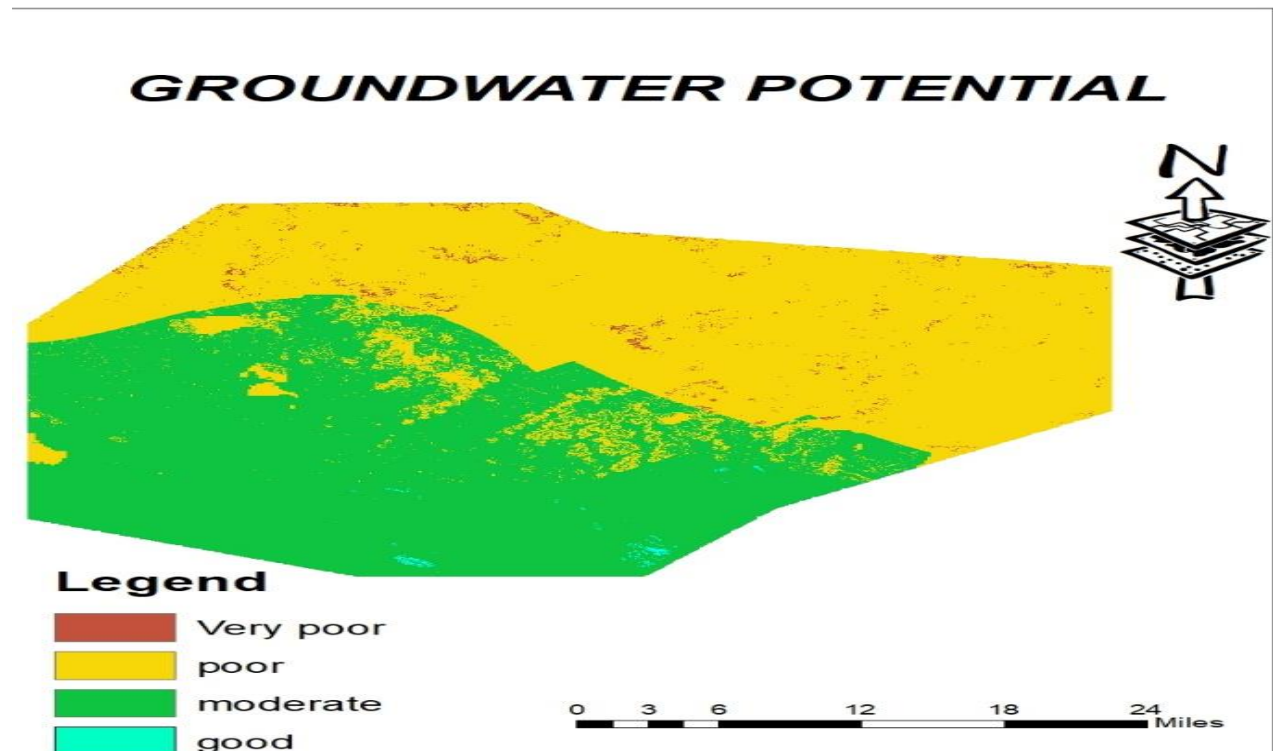 GROUNDWATER POTENTIAL
N
Legend
Very poor
poor
moderate
good
0 3 6 12 18 24
Miles